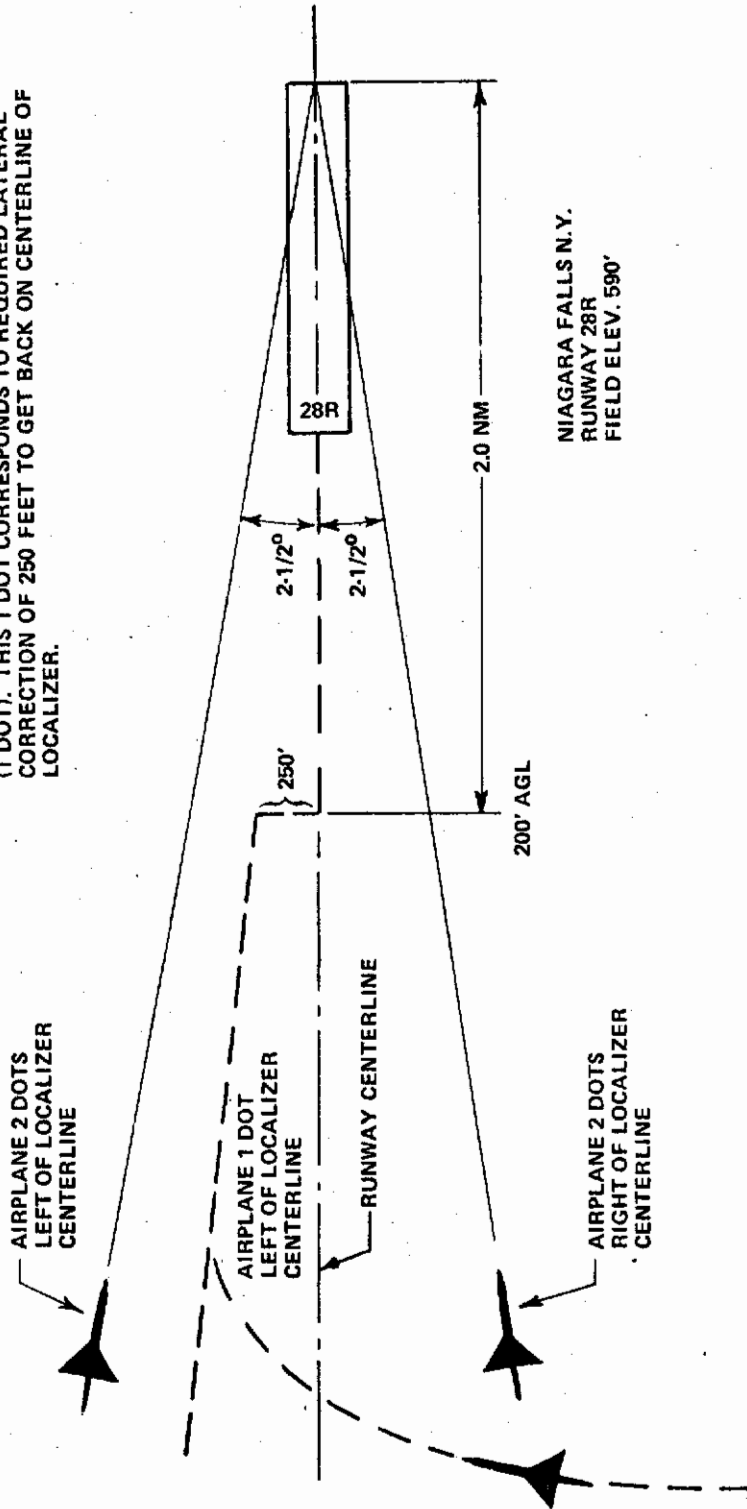 (1 DOT). THIS 1 DOT CORRESPONDS TO REQUIRED LATERAL
CORRECTION OF 250 FEET TO GET BACK ON CENTERLINE OF
LOCALIZER.
AIRPLANE 2 DOTS
LEFT OF LOCALIZER
CENTERLINE
AIRPLANE 1 DOT
LEFT OF LOCALIZER
CENTERLINE
RUNWAY CENTERLINE
AIRPLANE 2 DOTS
RIGHT OF LOCALIZER
CENTERLINE
250'
200' AGL
2-1/2°
2-1/2°
28R
2.0 NM
NIAGARA FALLS N.Y.
RUNWAY 28R
FIELD ELEV. 590'